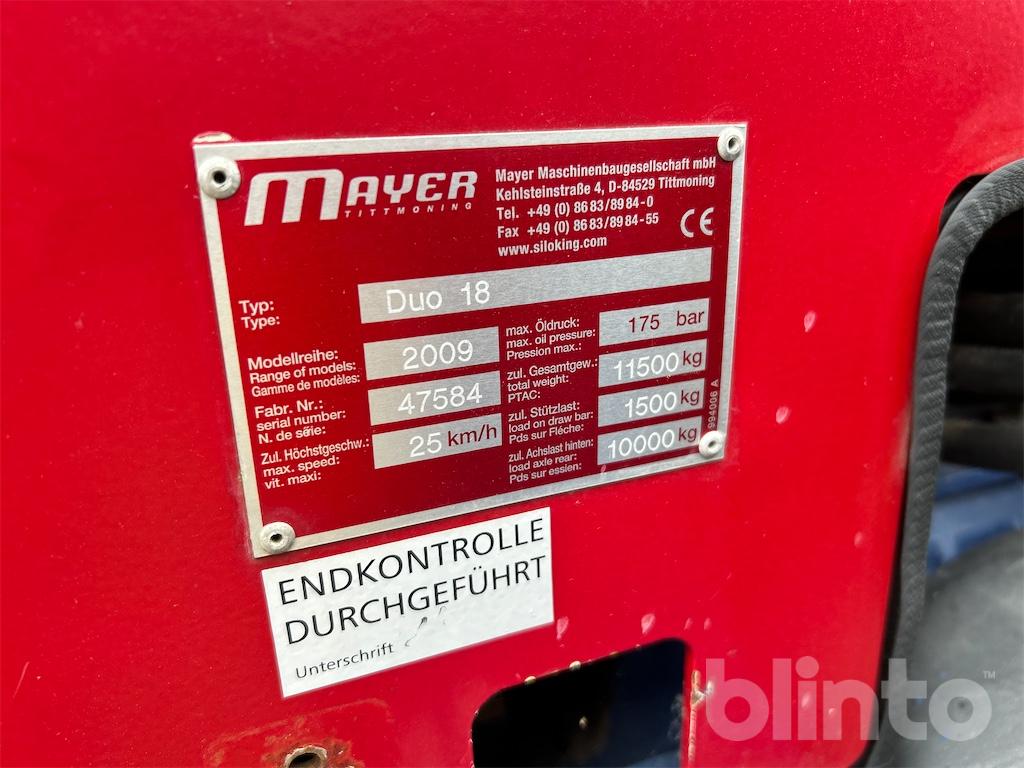 MAYER
TITTMONING
Mayer Maschinenbaugesellschaft mbH
Kehlsteinstraße 4, D-84529 Tittmoning
Tel. +49 (0) 86 83/89 84-0
Fax +49 (0) 86 83/89 84-55
www.siloking.com
CE
Typ:
Type:
Duo 18
Modellreihe:
Range of models:
Gamme de modèles:
2009
Fabr. Nr.:
serial number:
N. de série:
47584
Zul. Höchstgeschw.:
max. speed:
vit. maxi:
25 km/h
max. Öldruck:
max. oil pressure:
Pression max.:
175 bar
zul. Gesamtgew.:
total weight:
PTAC:
11500 kg
zul. Stützlast:
load on draw bar:
Pds sur Fléche:
1500 kg
zul. Achslast hinten:
load axle rear:
Pds sur essien:
10000 kg
994006 A
ENDKONTROLLE
DURCHGEFÜHRT
Unterschrift
blinto™